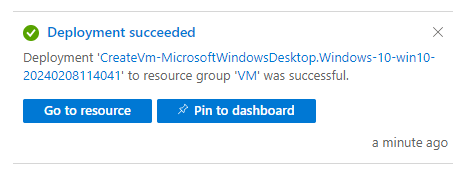 Deployment succeeded
Deployment 'CreateVm-MicrosoftWindowsDesktop.Windows-10-win10-
20240208114041' to resource group 'VM' was successful.
Go to resource
Pin to dashboard
a minute ago